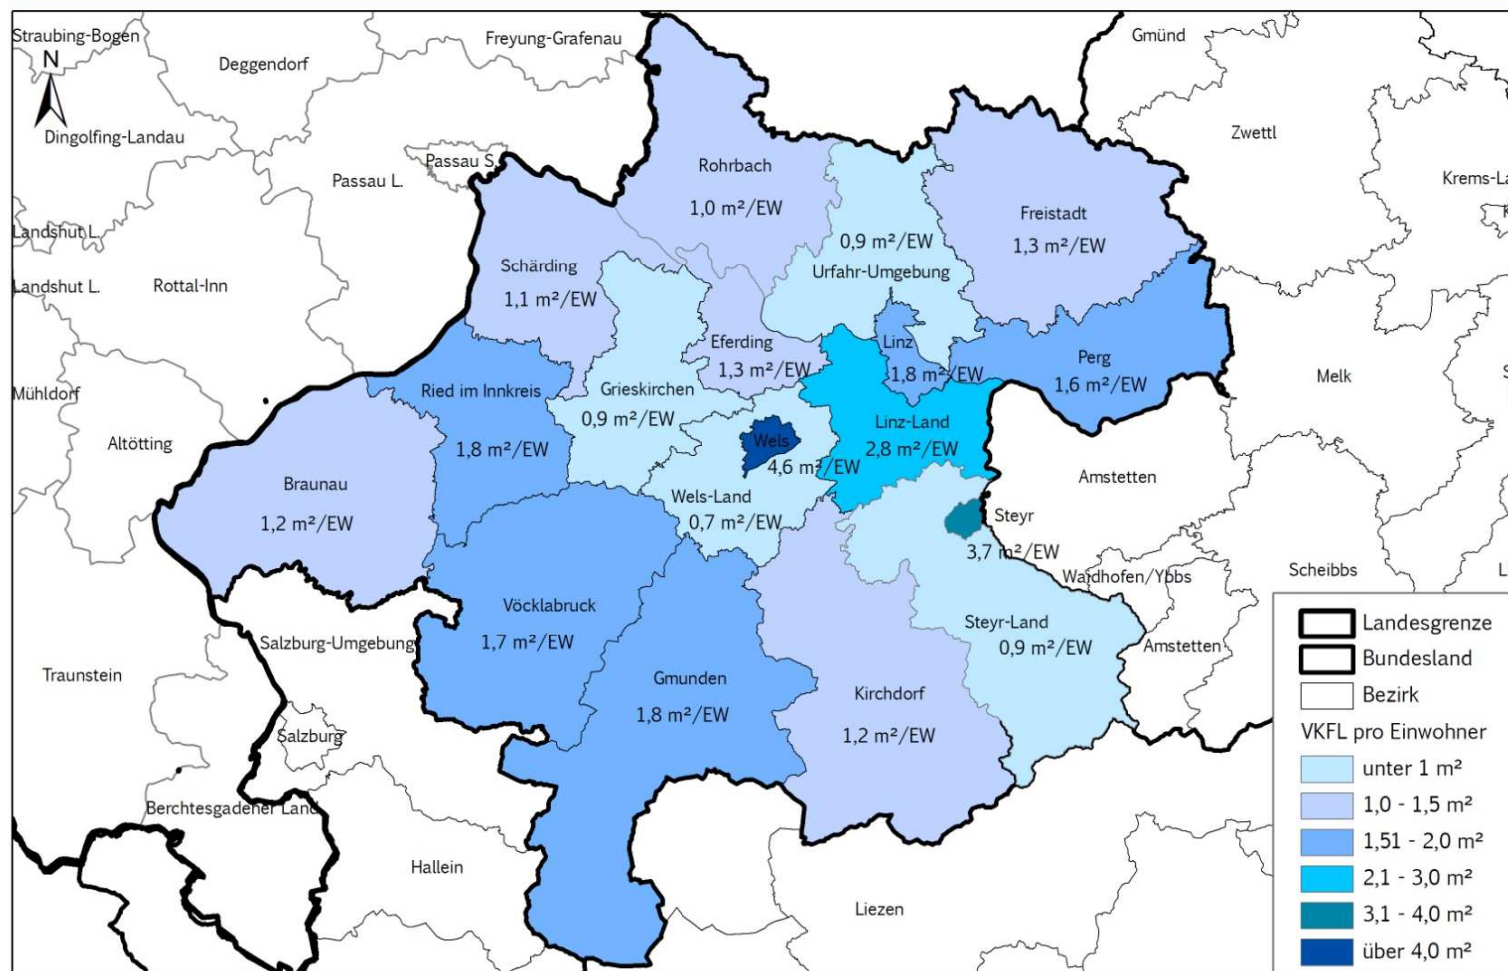 Straubing-Bogen
Deggendorf
Freyung-Grafenau
Gmünd
N
Dingolfing-Landau
Zwettl
Passau S.
Passau L.
Rohrbach
1,0 m²/EW
Krems-La
Freistadt
1,3 m²/EW
Landshut L.
0,9 m²/EW
Urfahr-Umgebung
Schärding
1,1 m²/EW
Landshut L.
Rottal-Inn
Eferding
1,3 m²/EW
Linz
1,8 m²/EW
Perg
1,6 m²/EW
Melk
Mühldorf
Altötting
Ried im Innkreis
1,8 m²/EW
Grieskirchen
0,9 m²/EW
Wels
4,6 m²/EW
Linz-Land
2,8 m²/EW
Amstetten
Braunau
1,2 m²/EW
Wels-Land
0,7 m²/EW
Steyr
3,7 m²/EW
Waidhofen/Ybbs
Scheibbs
Vöcklabruck
1,7 m²/EW
Salzburg-Umgebung
Steyr-Land
0,9 m²/EW
Amstetten
Traunstein
Gmunden
1,8 m²/EW
Kirchdorf
1,2 m²/EW
Salzburg
Berchtesgadener Land
Hallein
Liezen
Landesgrenze
Bundesland
Bezirk
VKFL pro Einwohner
unter 1 m²
1,0 - 1,5 m²
1,51 - 2,0 m²
2,1 - 3,0 m²
3,1 - 4,0 m²
über 4,0 m²